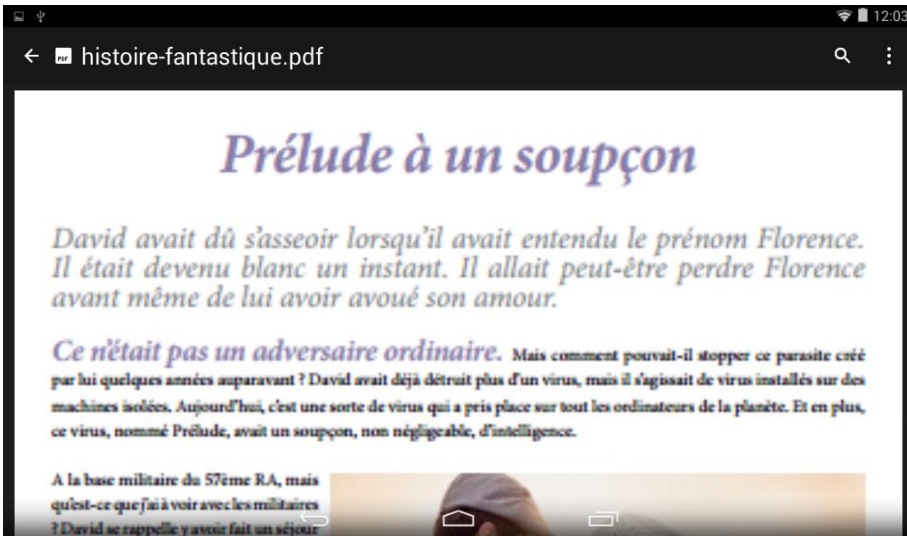 12:03
histoire-fantastique.pdf
Prélude à un soupçon
David avait dû s'asseoir lorsqu'il avait entendu le prénom Florence.
Il était devenu blanc un instant. Il allait peut-être perdre Florence
avant même de lui avoir avoué son amour.
Ce n'était pas un adversaire ordinaire. Mais comment pouvait-il stopper ce parasite créé
par lui quelques années auparavant ? David avait déjà détruit plus d'un virus, mais il s'agissait de virus installés sur des
machines isolées. Aujourd'hui, c'est une sorte de virus qui a pris place sur tout les ordinateurs de la planète. Et en plus,
ce virus, nommé Prélude, avait un soupçon, non négligeable, d'intelligence.
A la base militaire du 57ème RA, mais
qu'est-ce que j'ai à voir avec les militaires
? David se rappelle y avoir fait un séjour